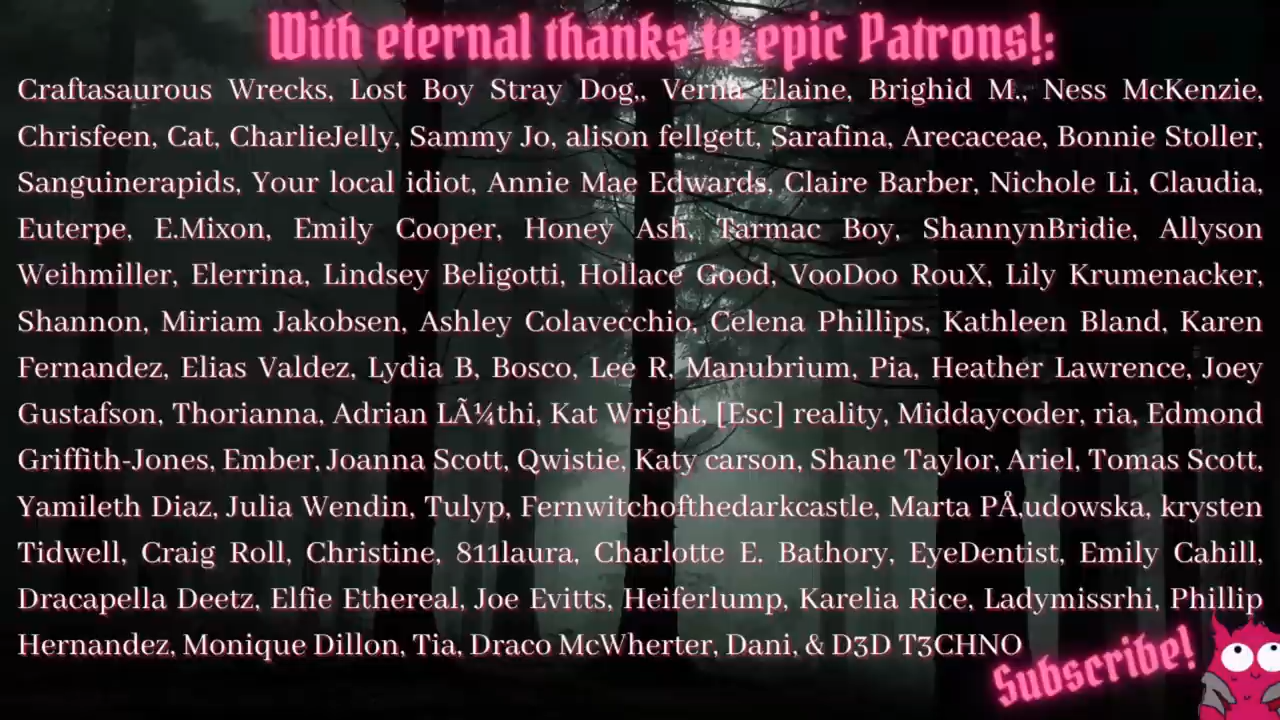 With eternal thanks to epic Patrons!:
Craftasaurous Wrecks, Lost Boy Stray Dog,, Verna Elaine, Brighid M., Ness McKenzie,
Chrisfeen, Cat, CharlieJelly, Sammy Jo, alison fellgett, Sarafina, Arecaceae, Bonnie Stoller,
Sanguinerapids, Your local idiot, Annie Mae Edwards, Claire Barber, Nichole Li, Claudia,
Euterpe, E.Mixon, Emily Cooper, Honey Ash, Tarmac Boy, ShannynBridie, Allyson
Weihmiller, Elerrina, Lindsey Beligotti, Hollace Good, VooDoo RouX, Lily Krumenacker,
Shannon, Miriam Jakobsen, Ashley Colavecchio, Celena Phillips, Kathleen Bland, Karen
Fernandez, Elias Valdez, Lydia B, Bosco, Lee R, Manubrium, Pia, Heather Lawrence, Joey
Gustafson, Thorianna, Adrian LÃ¼thi, Kat Wright, [Esc] reality, Middaycoder, ria, Edmond
Griffith-Jones, Ember, Joanna Scott, Qwistie, Katy carson, Shane Taylor, Ariel, Tomas Scott,
Yamileth Diaz, Julia Wendin, Tulyp, Fernwitchofthedarkcastle, Marta PÅ‚udowska, krysten
Tidwell, Craig Roll, Christine, 811laura, Charlotte E. Bathory, EyeDentist, Emily Cahill,
Dracapella Deetz, Elfie Ethereal, Joe Evitts, Heiferlump, Karelia Rice, Ladymissrhi, Phillip
Hernandez, Monique Dillon, Tia, Draco McWherter, Dani, & D3D T3CHNO
Subscribe!